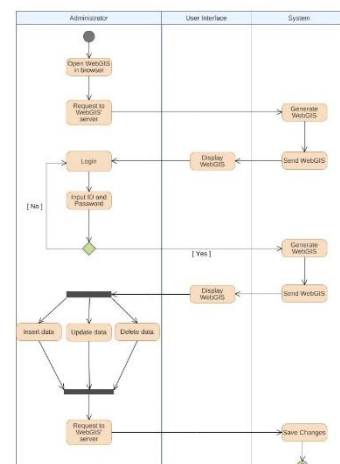 Administrator
User Interface
System
Open WebGIS
in browser
Request to
WebGIS'
server
Generate
WebGIS
Login
Display
WebGIS
Send WebGIS
[ No ]
Input ID and
Password
[ Yes ]
Generate
WebGIS
Display
WebGIS
Send WebGIS
Insert data
Update data
Delete data
Request to
WebGIS'
server
Save Changes